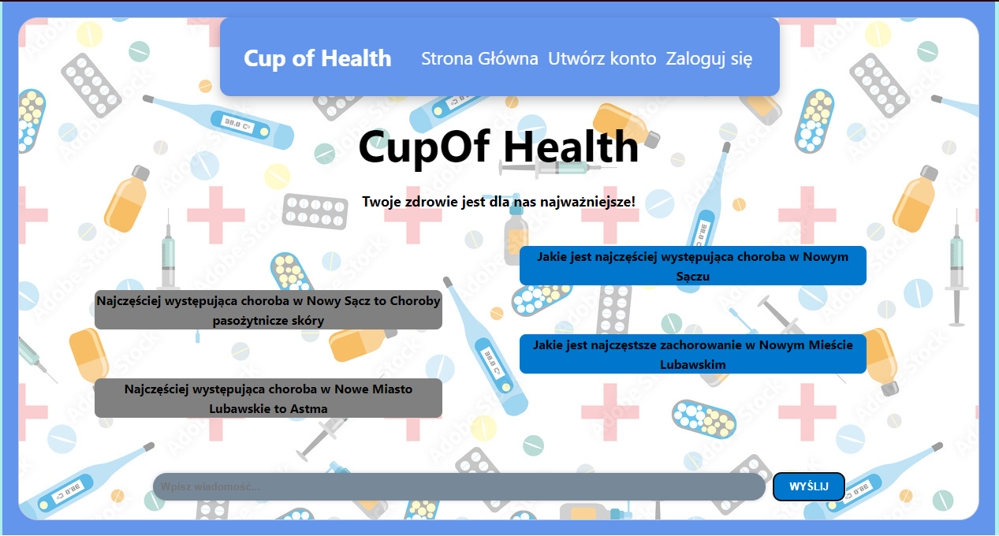 Cup of Health Strona Główna Utwórz konto Zaloguj się
CupOf Health
Twoje zdrowie jest dla nas najważniejsze!
Jakie jest najczęściej występująca choroba w Nowym
Sączu
Najczęściej występująca choroba w Nowy Sącz to Choroby
pasożytnicze skóry
Jakie jest najczęstsze zachorowanie w Nowym Mieście
Lubawskim
Najczęściej występująca choroba w Nowe Miasto
Lubawskie to Astma
Wpisz wiadomość... WYŚLIJ